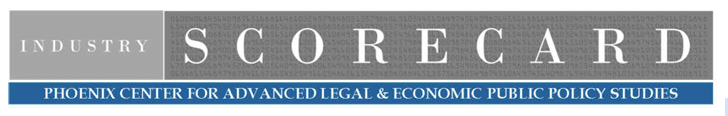 INDUSTRY SCORECARD
PHOENIX CENTER FOR ADVANCED LEGAL & ECONOMIC PUBLIC POLICY STUDIES